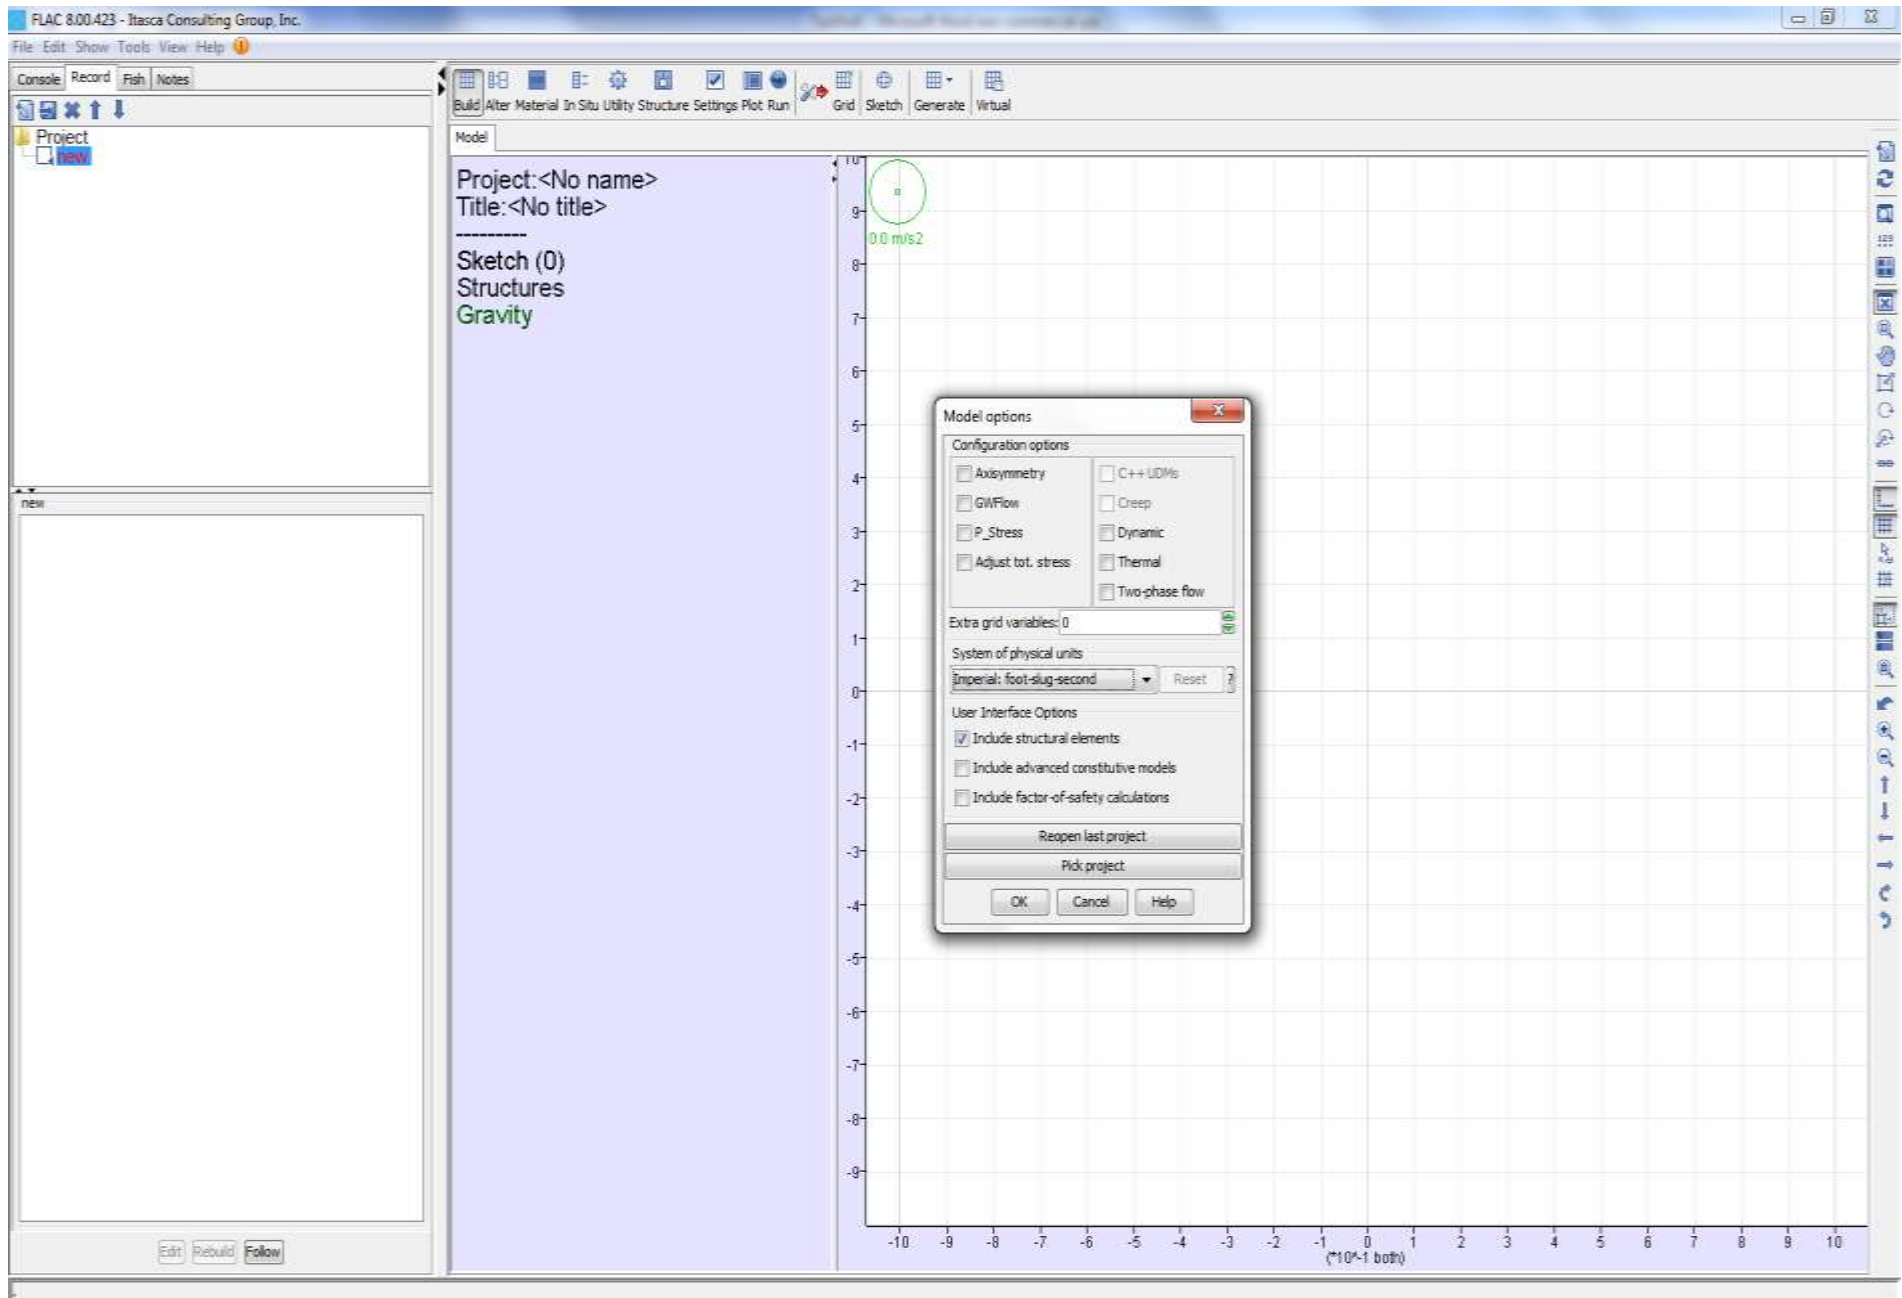 FLAC 8.00.423 - Itasca Consulting Group, Inc.
File Edit Show Tools View Help
Console Record Fish Notes
Project
new
new
Edit Rebuild Follow
Build Alter Material In Situ Utility Structure Settings Plot Run Grid Sketch Generate Virtual
Model
Project:<No name>
Title:<No title>
---------
Sketch (0)
Structures
Gravity
0.0 m/s2
10
9
8
7
6
5
4
3
2
1
0
-1
-2
-3
-4
-5
-6
-7
-8
-9
-10 -9 -8 -7 -6 -5 -4 -3 -2 -1 0 1 2 3 4 5 6 7 8 9 10
(*10^-1 both)
Model options
Configuration options
Axisymmetry C++ UDMs
GWFlow Creep
P_Stress Dynamic
Adjust tot. stress Thermal
Two-phase flow
Extra grid variables: 0
System of physical units
Imperial: foot-slug-second Reset ?
User Interface Options
Include structural elements
Include advanced constitutive models
Include factor-of-safety calculations
Reopen last project
Pick project
OK Cancel Help
123